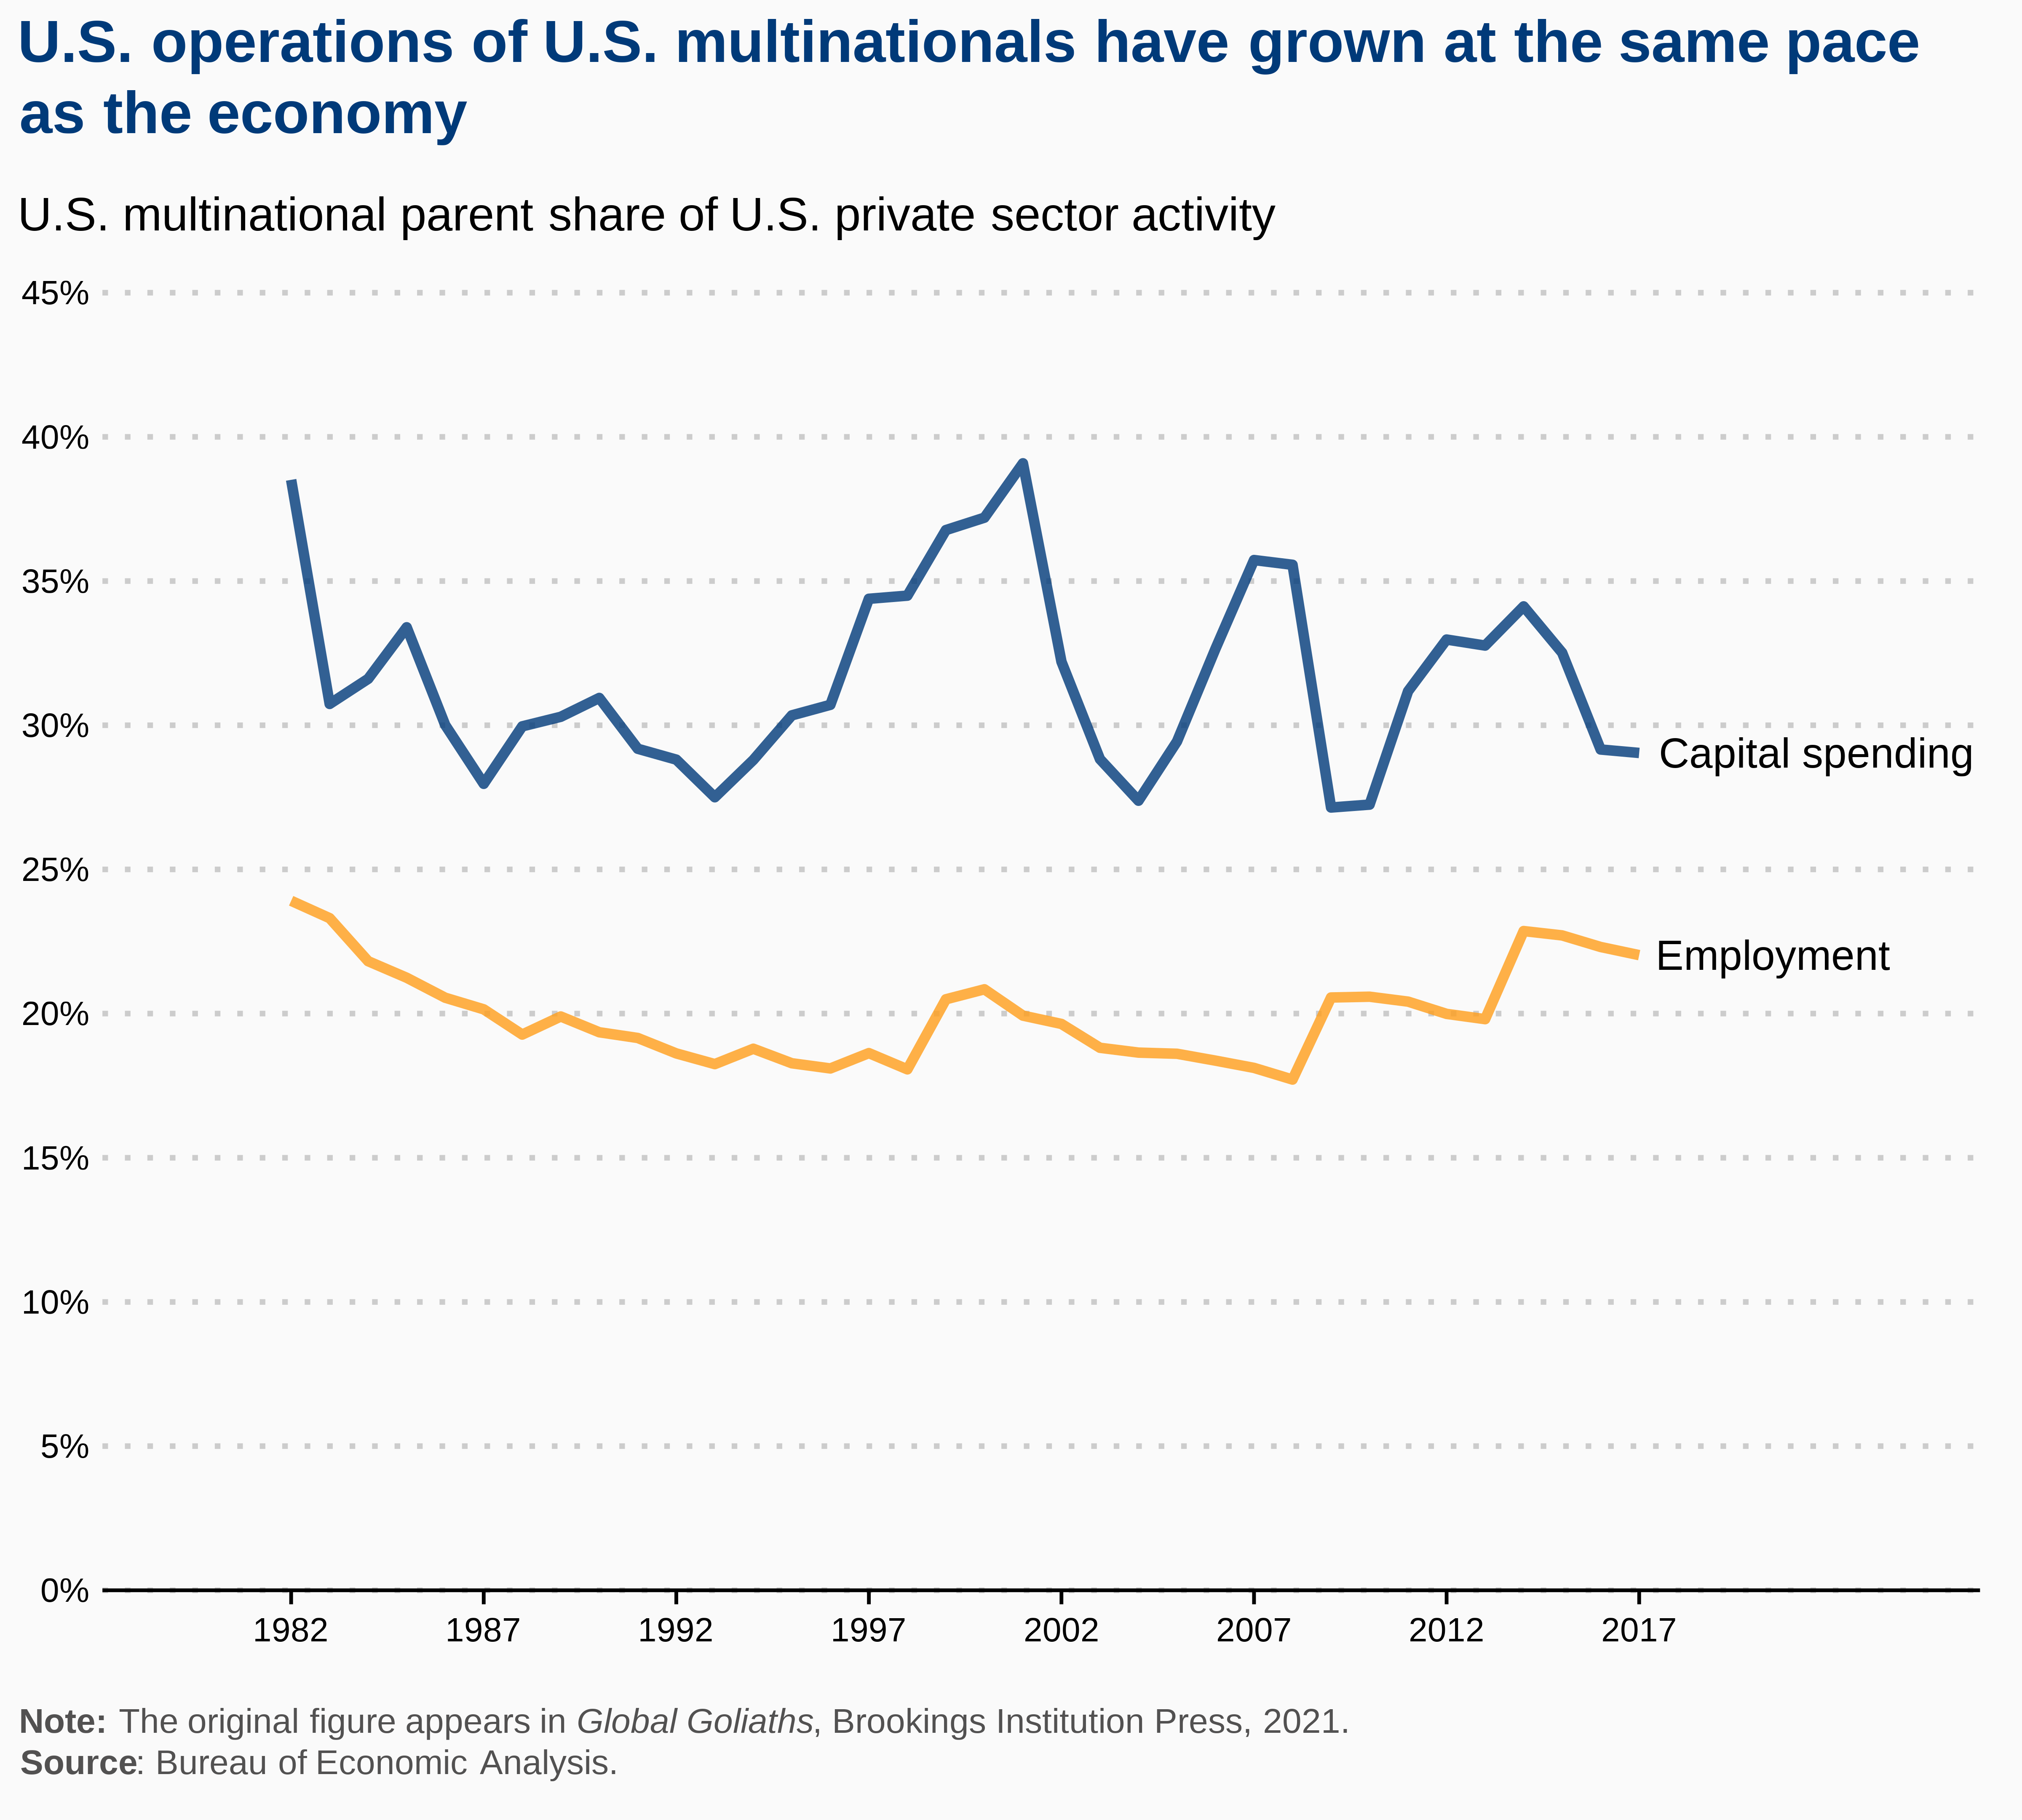 U.S. operations of U.S. multinationals have grown at the same pace
as the economy
U.S. multinational parent share of U.S. private sector activity
45%
40%
35%
30%
Capital spending
25%
Employment
20%
15%
10%
5%
0%
1982 1987 1992 1997 2002 2007 2012 2017
Note: The original figure appears in Global Goliaths, Brookings Institution Press, 2021.
Source: Bureau of Economic Analysis.